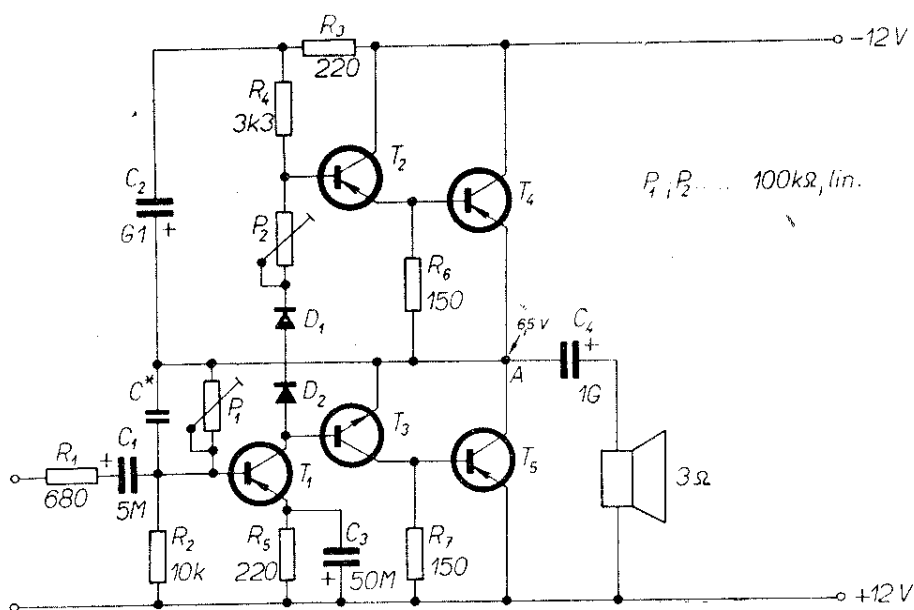 R3
220
−12V
R4
3k3
T2
T4
P1, P2.... 100kΩ, lin.
C2
G1
+
P2
R6
150
D1
6,5 V
C4
+
1G
A
C*
P1
D2
T3
T5
R1
680
+
C1
5M
T1
3Ω
R2
10k
R5
220
C3
+
50M
R7
150
+12V